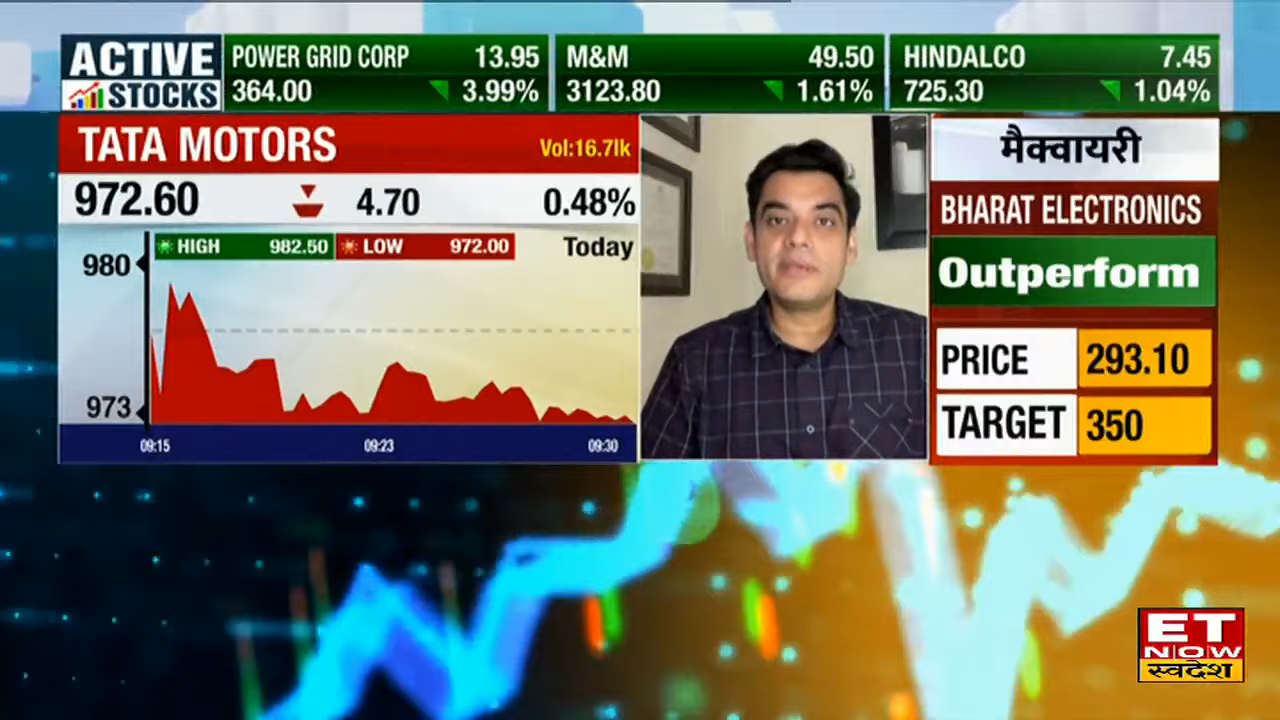 ACTIVE STOCKS
POWER GRID CORP 13.95
364.00 3.99%
M&M 49.50
3123.80 1.61%
HINDALCO 7.45
725.30 1.04%
TATA MOTORS Vol:16.7lk
972.60 4.70 0.48%
HIGH 982.50 LOW 972.00 Today
980
973
09:15 09:23 09:30
मैक्वायरी
BHARAT ELECTRONICS
Outperform
PRICE 293.10
TARGET 350
ET
NOW
स्वदेश